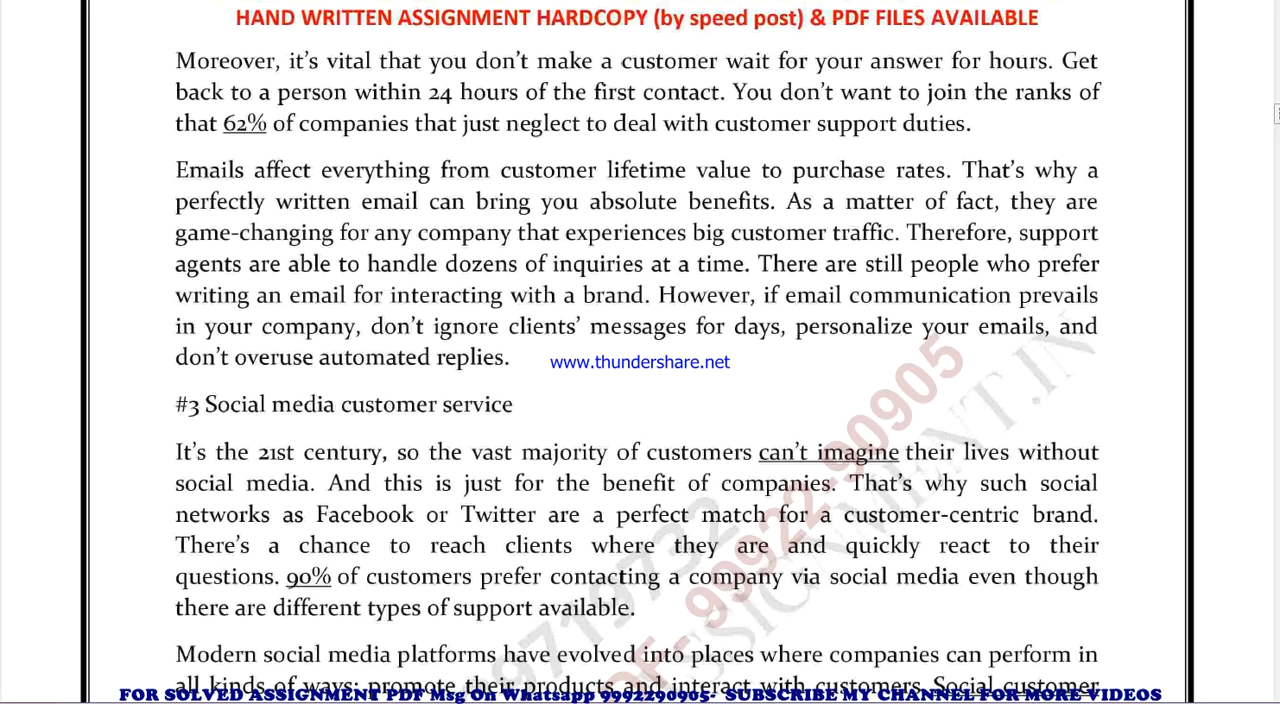 HAND WRITTEN ASSIGNMENT HARDCOPY (by speed post) & PDF FILES AVAILABLE
Moreover, it's vital that you don't make a customer wait for your answer for hours. Get
back to a person within 24 hours of the first contact. You don't want to join the ranks of
that 62% of companies that just neglect to deal with customer support duties.
Emails affect everything from customer lifetime value to purchase rates. That's why a
perfectly written email can bring you absolute benefits. As a matter of fact, they are
game-changing for any company that experiences big customer traffic. Therefore, support
agents are able to handle dozens of inquiries at a time. There are still people who prefer
writing an email for interacting with a brand. However, if email communication prevails
in your company, don't ignore clients' messages for days, personalize your emails, and
don't overuse automated replies.
www.thundershare.net
#3 Social media customer service
It's the 21st century, so the vast majority of customers can't imagine their lives without
social media. And this is just for the benefit of companies. That's why such social
networks as Facebook or Twitter are a perfect match for a customer-centric brand.
There's a chance to reach clients where they are and quickly react to their
questions. 90% of customers prefer contacting a company via social media even though
there are different types of support available.
Modern social media platforms have evolved into places where companies can perform in
all kinds of ways: promote their products and interact with customers. Social customer
FOR SOLVED ASSIGNMENT PDF Msg On Whatsapp 9992290905- SUBSCRIBE MY CHANNEL FOR MORE VIDEOS
9719732
DF- 99922-90905
SSIGNMENT.IN